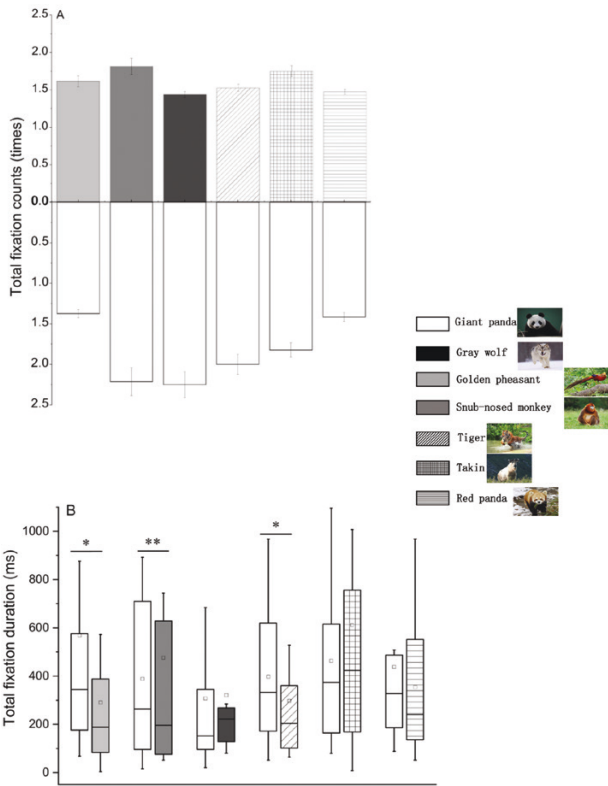 A
Total fixation counts (times)
2.5
2.0
1.5
1.0
0.5
0.0
0.5
1.0
1.5
2.0
2.5
Giant panda
Gray wolf
Golden pheasant
Snub-nosed monkey
Tiger
Takin
Red panda
B
Total fixation duration (ms)
1000
800
600
400
200
0
*
**
*